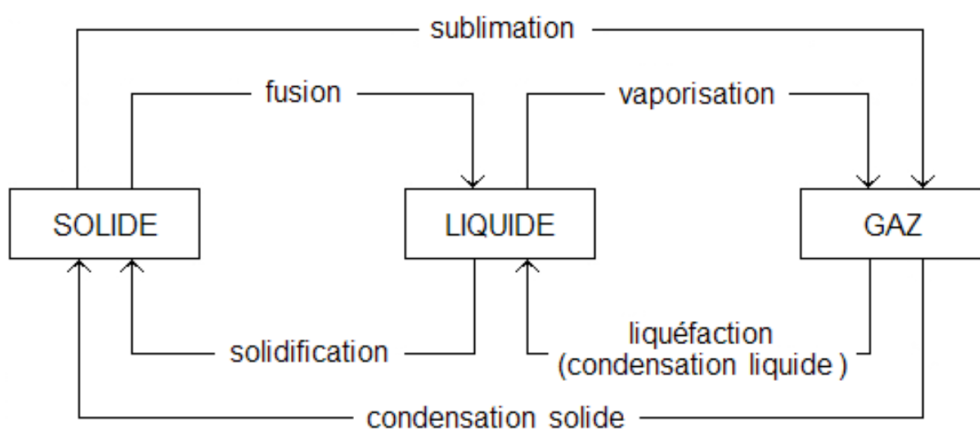 sublimation
fusion
vaporisation
SOLIDE
LIQUIDE
GAZ
solidification
liquéfaction
(condensation liquide)
condensation solide